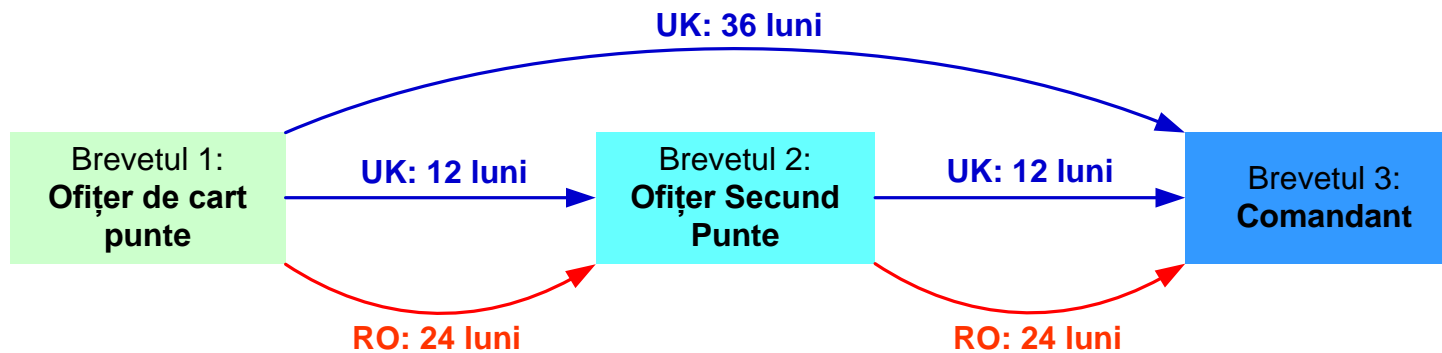 UK: 36 luni
Brevetul 1:
Ofițer de cart
punte
UK: 12 luni
Brevetul 2:
Ofițer Secund
Punte
UK: 12 luni
Brevetul 3:
Comandant
RO: 24 luni
RO: 24 luni